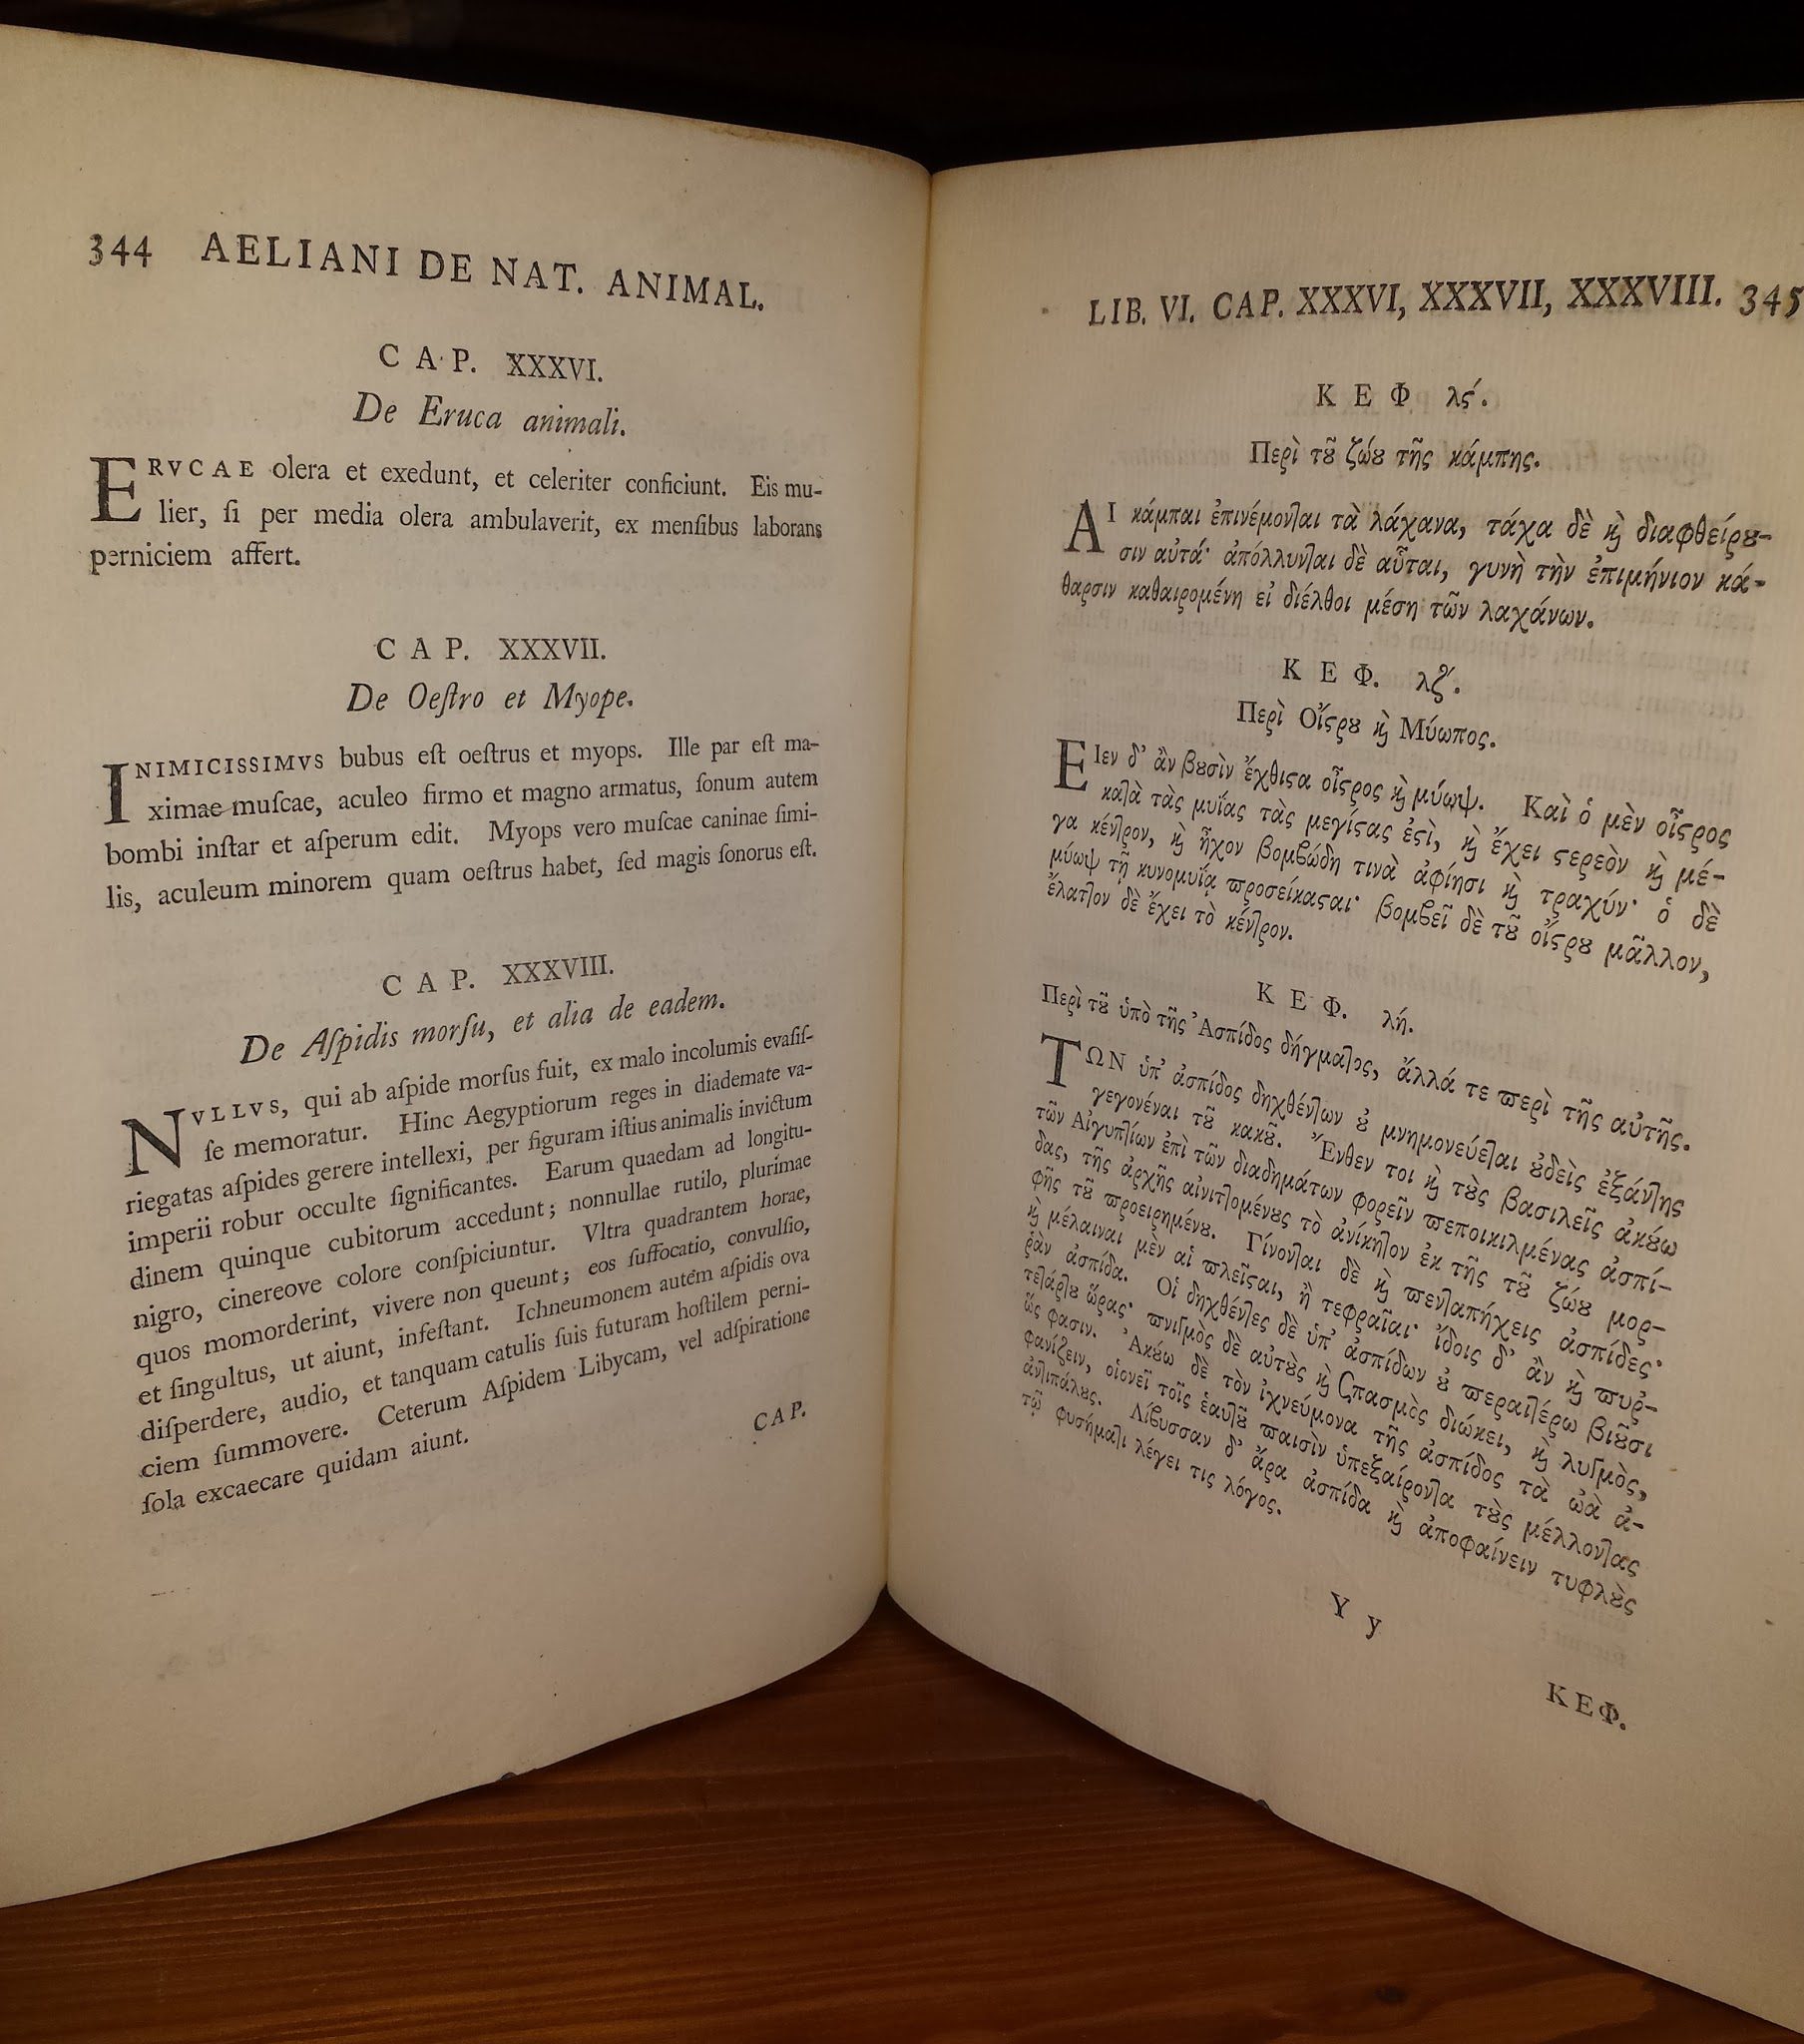 344 AELIANI DE NAT. ANIMAL.
CAP. XXXVI.
De Eruca animali.
ERVCAE olera et exedunt, et celeriter conficiunt. Eis mu-
lier, ſi per media olera ambulaverit, ex menſibus laborans
perniciem affert.
CAP. XXXVII.
De Oeſtro et Myope.
INIMICISSIMVS bubus eſt oeſtrus et myops. Ille par eſt ma-
ximae muſcae, aculeo firmo et magno armatus, ſonum autem
bombi inſtar et aſperum edit. Myops vero muſcae caninae ſimi-
lis, aculeum minorem quam oeſtrus habet, ſed magis ſonorus eſt.
CAP. XXXVIII.
De Aſpidis morſu, et alia de eadem.
NVLLVS, qui ab aſpide morſus fuit, ex malo incolumis evaſiſ-
ſe memoratur. Hinc Aegyptiorum reges in diademate va-
riegatas aſpides gerere intellexi, per figuram iſtius animalis invictum
imperii robur occulte ſignificantes. Earum quaedam ad longitu-
dinem quinque cubitorum accedunt; nonnullae rutilo, plurimae
nigro, cinereove colore conſpiciuntur. Vltra quadrantem horae,
quos momorderint, vivere non queunt; eos ſuffocatio, convulſio,
et ſingultus, ut aiunt, infeſtant. Ichneumonem autem aſpidis ova
diſperdere, audio, et tanquam catulis ſuis futuram hoſtilem perni-
ciem ſummovere. Ceterum Aſpidem Libycam, vel adſpiratione
ſola excaecare quidam aiunt.
CAP.
LIB. VI. CAP. XXXVI, XXXVII, XXXVIII. 345
ΚΕΦ λϛ́.
Περὶ τȣ͂ ζώȣ τῆς κάμπης.
ΑΙ κάμπαι ἐπινέμονται τὰ λάχανα, τάχα δὲ ϗ̀ διαφθείρȣ-
σιν αὐτά· ἀπόλλυνται δὲ αὗται, γυνὴ τὴν ἐπιμήνιον κά-
θαρσιν καθαιρομένη εἰ διέλθοι μέση τῶν λαχάνων.
ΚΕΦ. λζ΄.
Περὶ Οἴϛρȣ ϗ̀ Μύωπος.
ΕΙεν δ' ἂν βȣσὶν ἔχθιϛα οἶϛρος ϗ̀ μύωψ. Καὶ ὁ μὲν οἶϛρος
κατὰ τὰς μυίας τὰς μεγίϛας ἐϛὶ, ϗ̀ ἔχει ϛερεὸν ϗ̀ μέ-
γα κέντρον, ϗ̀ ἦχον βομβώδη τινὰ ἀφίησι ϗ̀ τραχύν· ὁ δὲ
μύωψ τῇ κυνομυίᾳ προσείκαϛαι· βομβεῖ δὲ τȣ͂ οἴϛρȣ μᾶλλον,
ἔλαττον δὲ ἔχει τὸ κέντρον.
ΚΕΦ. λή.
Περὶ τȣ͂ ὑπὸ τῆς Ἀσπίδος δήγματος, ἄλλά τε περὶ τῆς αὐτῆς.
ΤΩΝ ὑπ' ἀσπίδος δηχθέντων ȣ̓ μνημονεύεται ȣ̓δεὶς ἐξάντης
γεγονέναι τȣ͂ κακȣ͂. Ἔνθεν τοι ϗ̀ τȣ̀ς βασιλεῖς ἀκȣ́ω
τῶν Αἰγυπτίων ἐπὶ τῶν διαδημάτων φορεῖν πεποικιλμένας ἀσπί-
δας, τῆς ἀρχῆς αἰνιττομένȣς τὸ ἀνίκητον ἐκ τῆς τȣ͂ ζώȣ μορ-
φῆς τȣ͂ προειρημένȣ. Γίνονται δὲ ϗ̀ πενταπήχεις ἀσπίδες·
ϗ̀ μέλαιναι μὲν αἱ πλεῖϛαι, ἢ τεφραῖαι· ἴδοις δ' ἂν ϗ̀ πυρ-
ρὰν ἀσπίδα. Οἱ δηχθέντες δὲ ὑπ' ἀσπίδων ȣ̓ περαιτέρω βιȣ͂σι
τετάρτȣ ὥρας· πνιγμὸς δὲ αὐτȣ̀ς ϗ̀ σπασμὸς διώκει, ϗ̀ λυγμὸς,
ὥς φασιν. Ἀκȣ́ω δὲ τὸν ἰχνεύμονα τῆς ἀσπίδος τὰ ὠὰ ἀ-
φανίζειν, οἱονεὶ τοῖς ἑαυτȣ͂ παισὶν ὑπεξαίροντα τȣ̀ς μέλλοντας
ἀντιπάλȣς. Λίβυσσαν δ' ἄρα ἀσπίδα ϗ̀ ἀποφαίνειν τυφλȣ̀ς
τῷ φυσήματι λέγει τις λόγος.
Y y
ΚΕΦ.